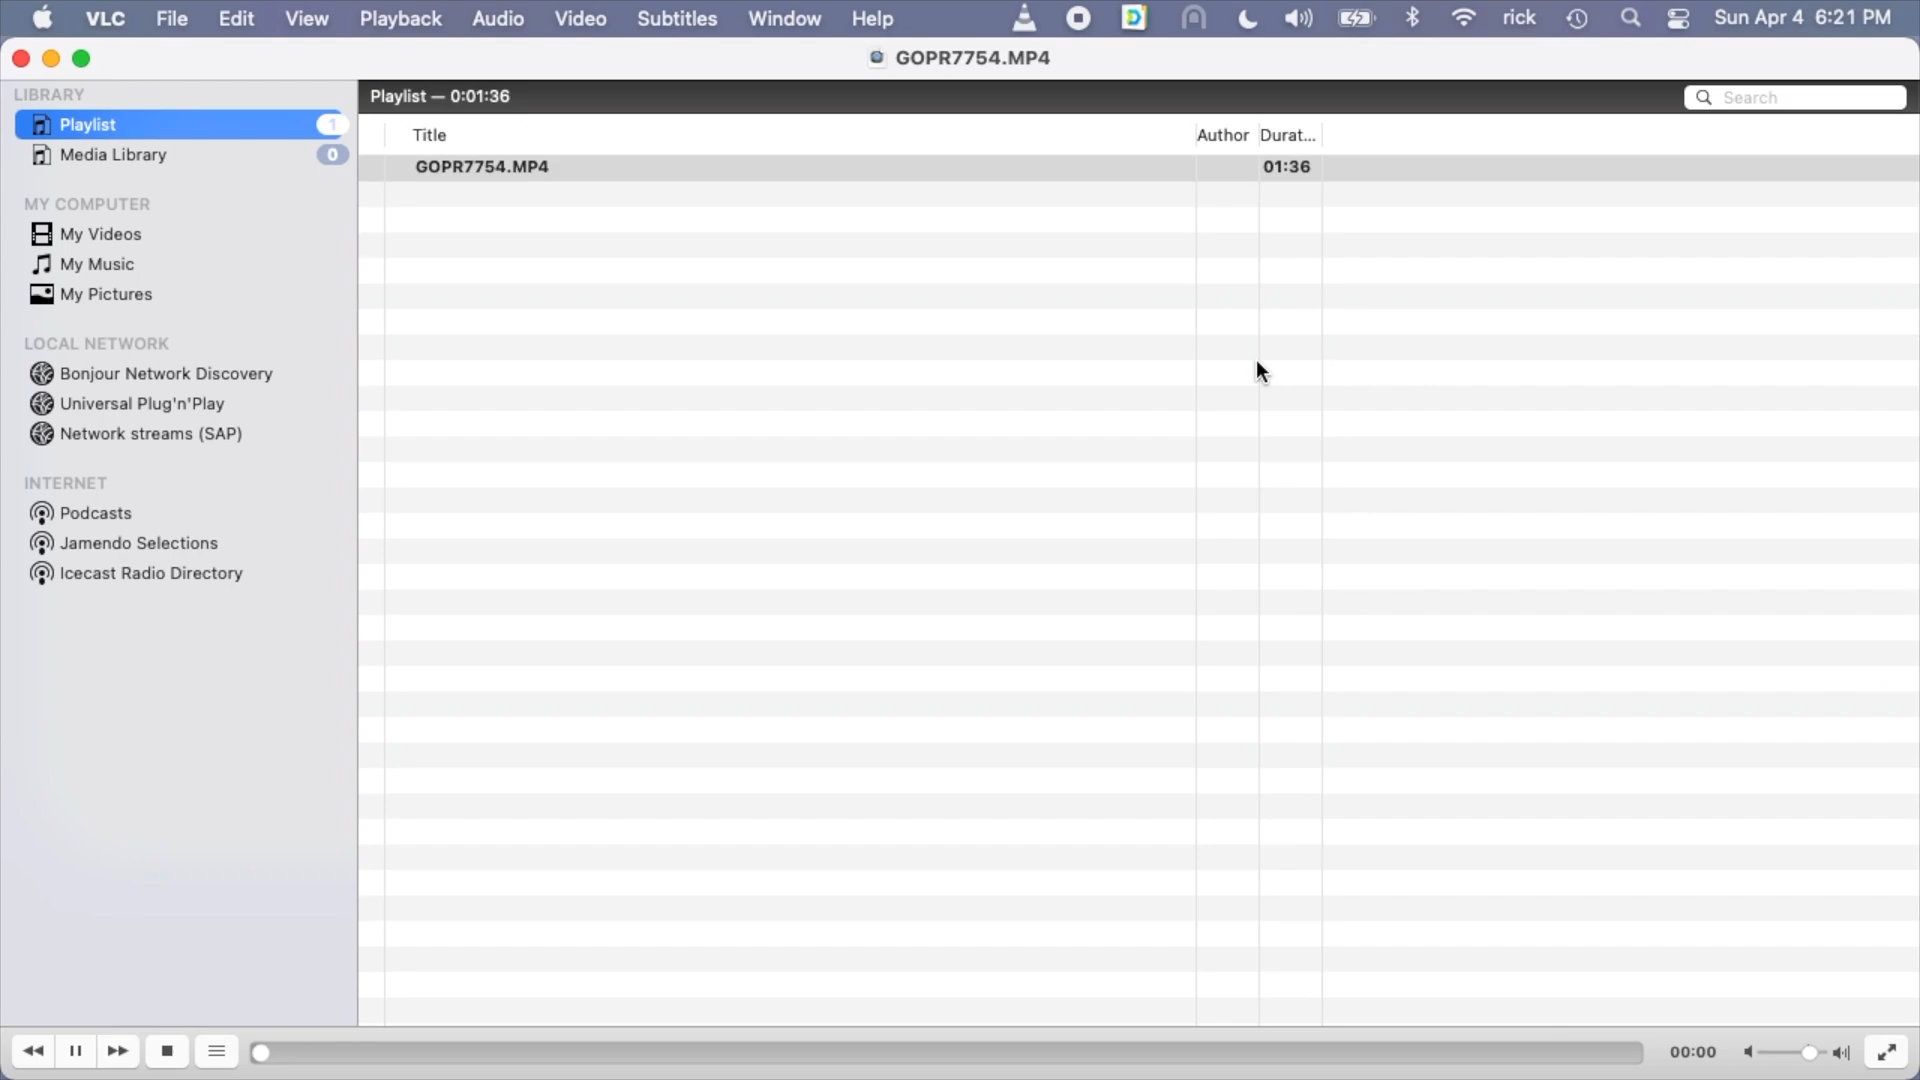 VLC File Edit View Playback Audio Video Subtitles Window Help rick Sun Apr 4 6:21 PM
GOPR7754.MP4
LIBRARY
Playlist 1
Media Library 0
MY COMPUTER
My Videos
My Music
My Pictures
LOCAL NETWORK
Bonjour Network Discovery
Universal Plug'n'Play
Network streams (SAP)
INTERNET
Podcasts
Jamendo Selections
Icecast Radio Directory
Playlist — 0:01:36
Search
Title Author Durat...
GOPR7754.MP4 01:36
00:00